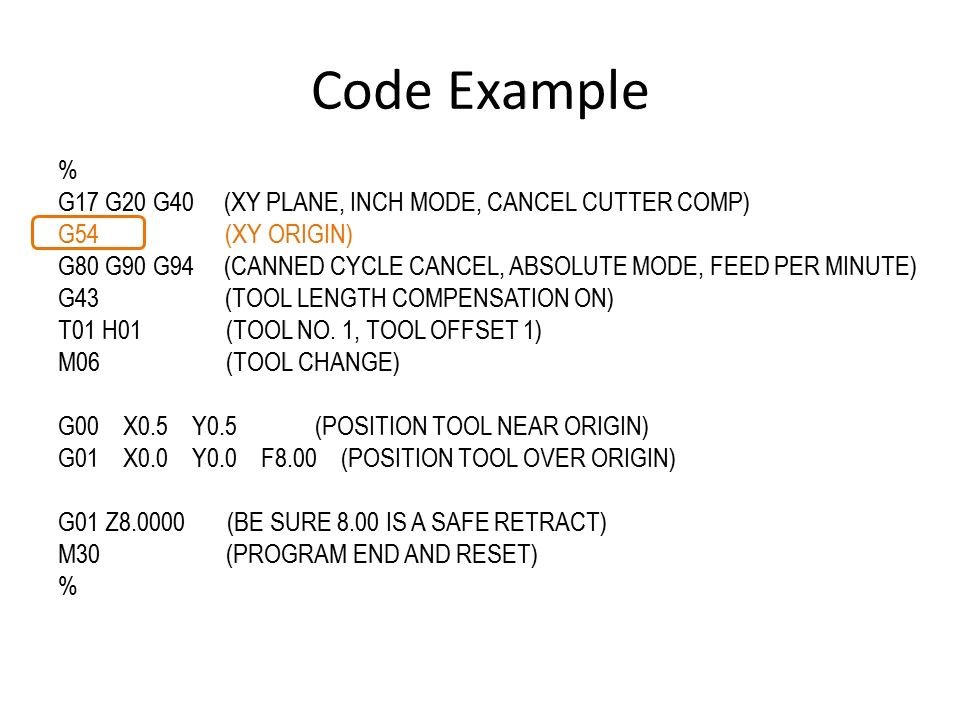 Code Example
%
G17 G20 G40 (XY PLANE, INCH MODE, CANCEL CUTTER COMP)
G54 (XY ORIGIN)
G80 G90 G94 (CANNED CYCLE CANCEL, ABSOLUTE MODE, FEED PER MINUTE)
G43 (TOOL LENGTH COMPENSATION ON)
T01 H01 (TOOL NO. 1, TOOL OFFSET 1)
M06 (TOOL CHANGE)
G00 X0.5 Y0.5 (POSITION TOOL NEAR ORIGIN)
G01 X0.0 Y0.0 F8.00 (POSITION TOOL OVER ORIGIN)
G01 Z8.0000 (BE SURE 8.00 IS A SAFE RETRACT)
M30 (PROGRAM END AND RESET)
%